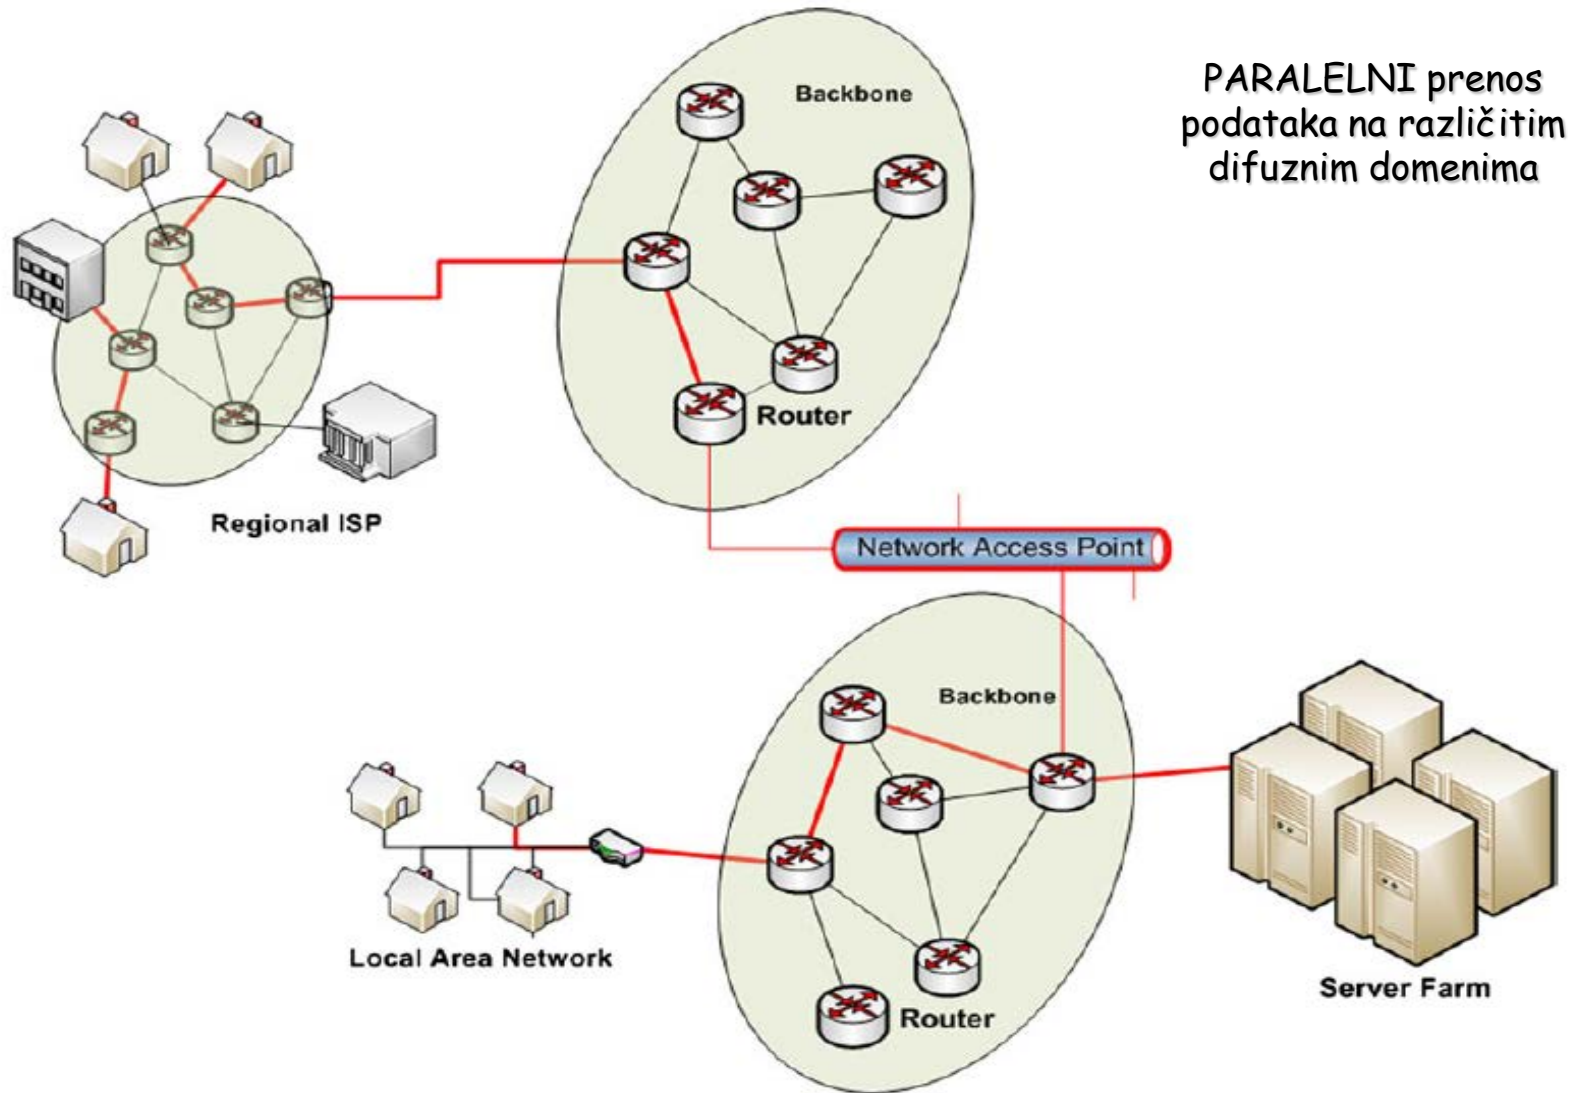 PARALELNI prenos
podataka na različitim
difuznim domenima
Backbone
Router
Regional ISP
Network Access Point
Backbone
Local Area Network
Router
Server Farm